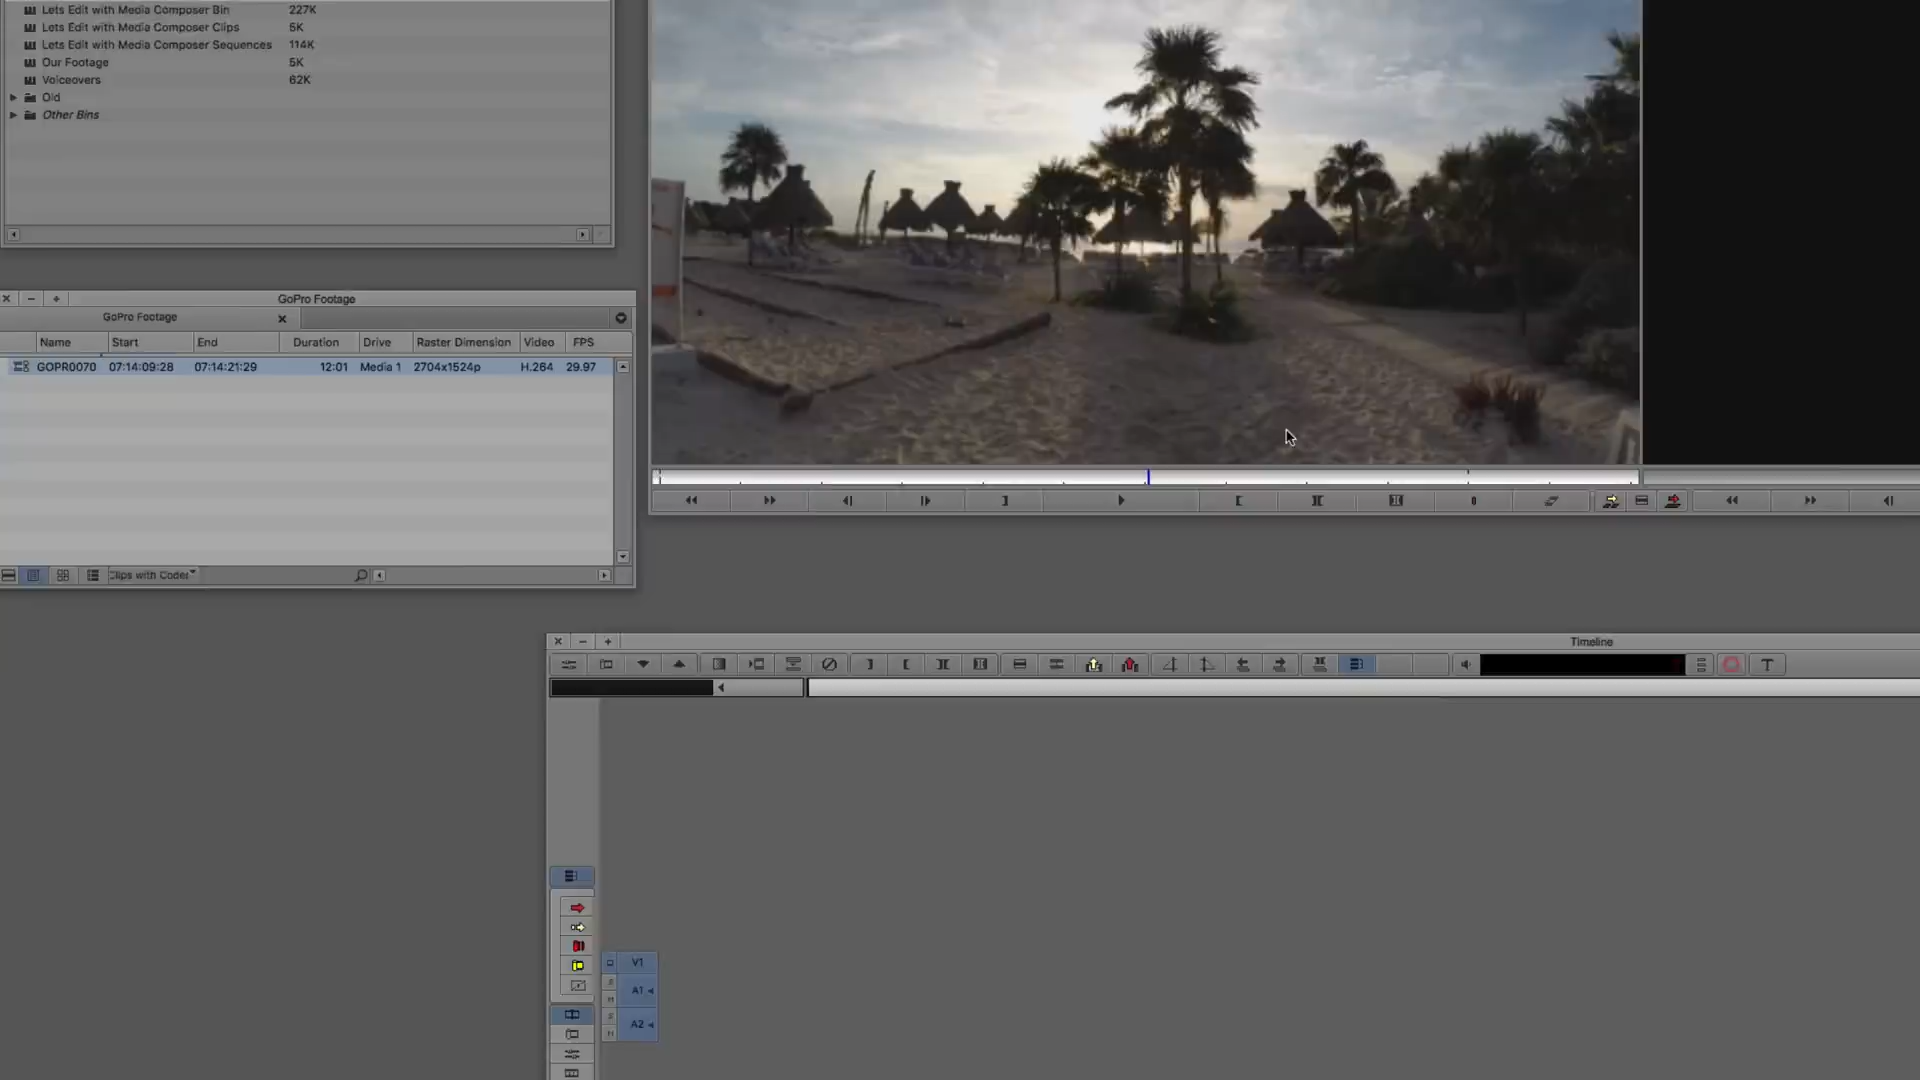 Lets Edit with Media Composer Bin 227K
Lets Edit with Media Composer Clips 5K
Lets Edit with Media Composer Sequences 114K
Our Footage 5K
Voiceovers 62K
Old
Other Bins
GoPro Footage
GoPro Footage
Name Start End Duration Drive Raster Dimension Video FPS
GOPR0070 07:14:09:28 07:14:21:29 12:01 Media 1 2704x1524p H.264 29.97
Clips with Codec
Timeline
V1
S
A1
M
S
A2
M